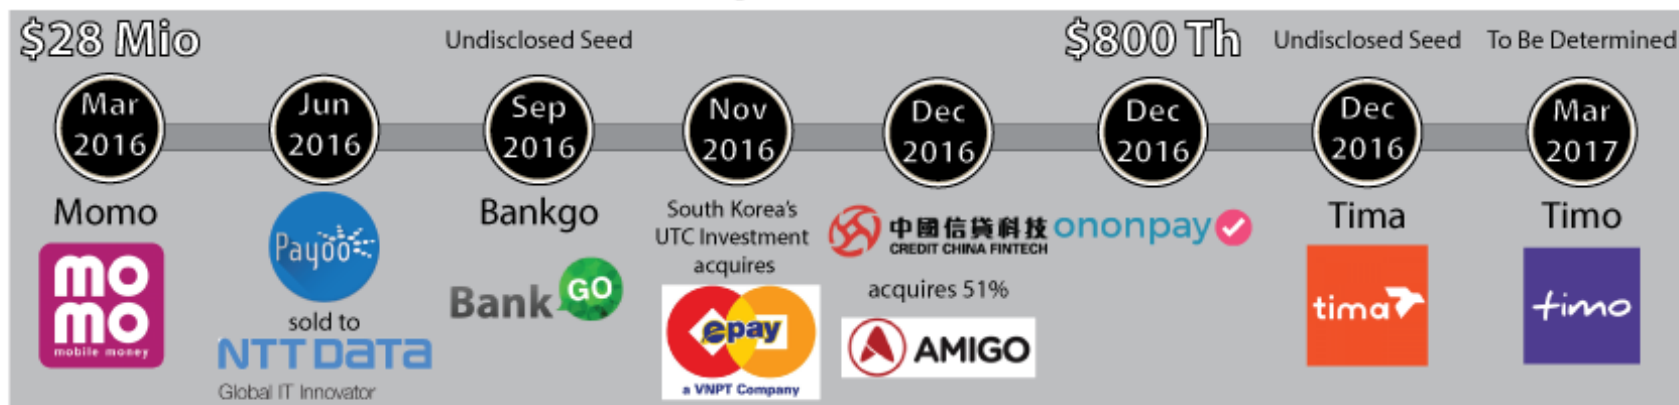 $28 Mio
Undisclosed Seed
$800 Th
Undisclosed Seed
To Be Determined
Mar
2016
Jun
2016
Sep
2016
Nov
2016
Dec
2016
Dec
2016
Dec
2016
Mar
2017
Momo
mo
mo
mobile money
Payoo
sold to
NTT DATA
Global IT Innovator
Bankgo
Bank GO
South Korea's
UTC Investment
acquires
epay
a VNPT Company
中國信貸科技
CREDIT CHINA FINTECH
acquires 51%
AMIGO
ononpay
Tima
tima
Timo
timo